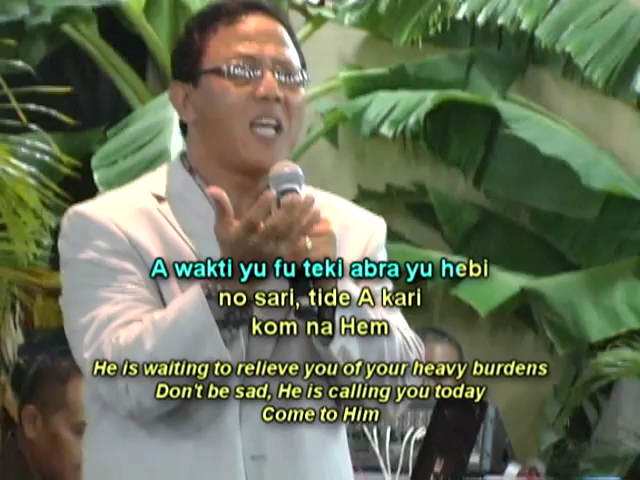 A wakti yu fu teki abra yu hebi
no sari, tide A kari
kom na Hem
He is waiting to relieve you of your heavy burdens
Don't be sad, He is calling you today
Come to Him